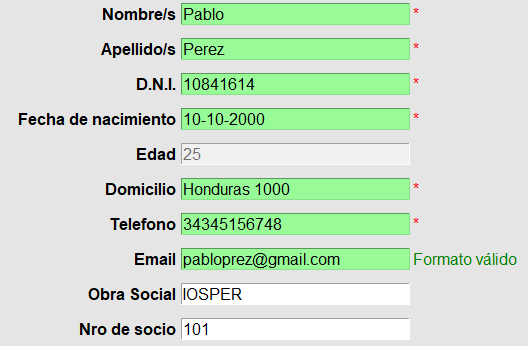 Nombre/s Pablo *
Apellido/s Perez *
D.N.I. 10841614 *
Fecha de nacimiento 10-10-2000 *
Edad 25
Domicilio Honduras 1000 *
Telefono 34345156748 *
Email pabloprez@gmail.com Formato válido
Obra Social IOSPER
Nro de socio 101